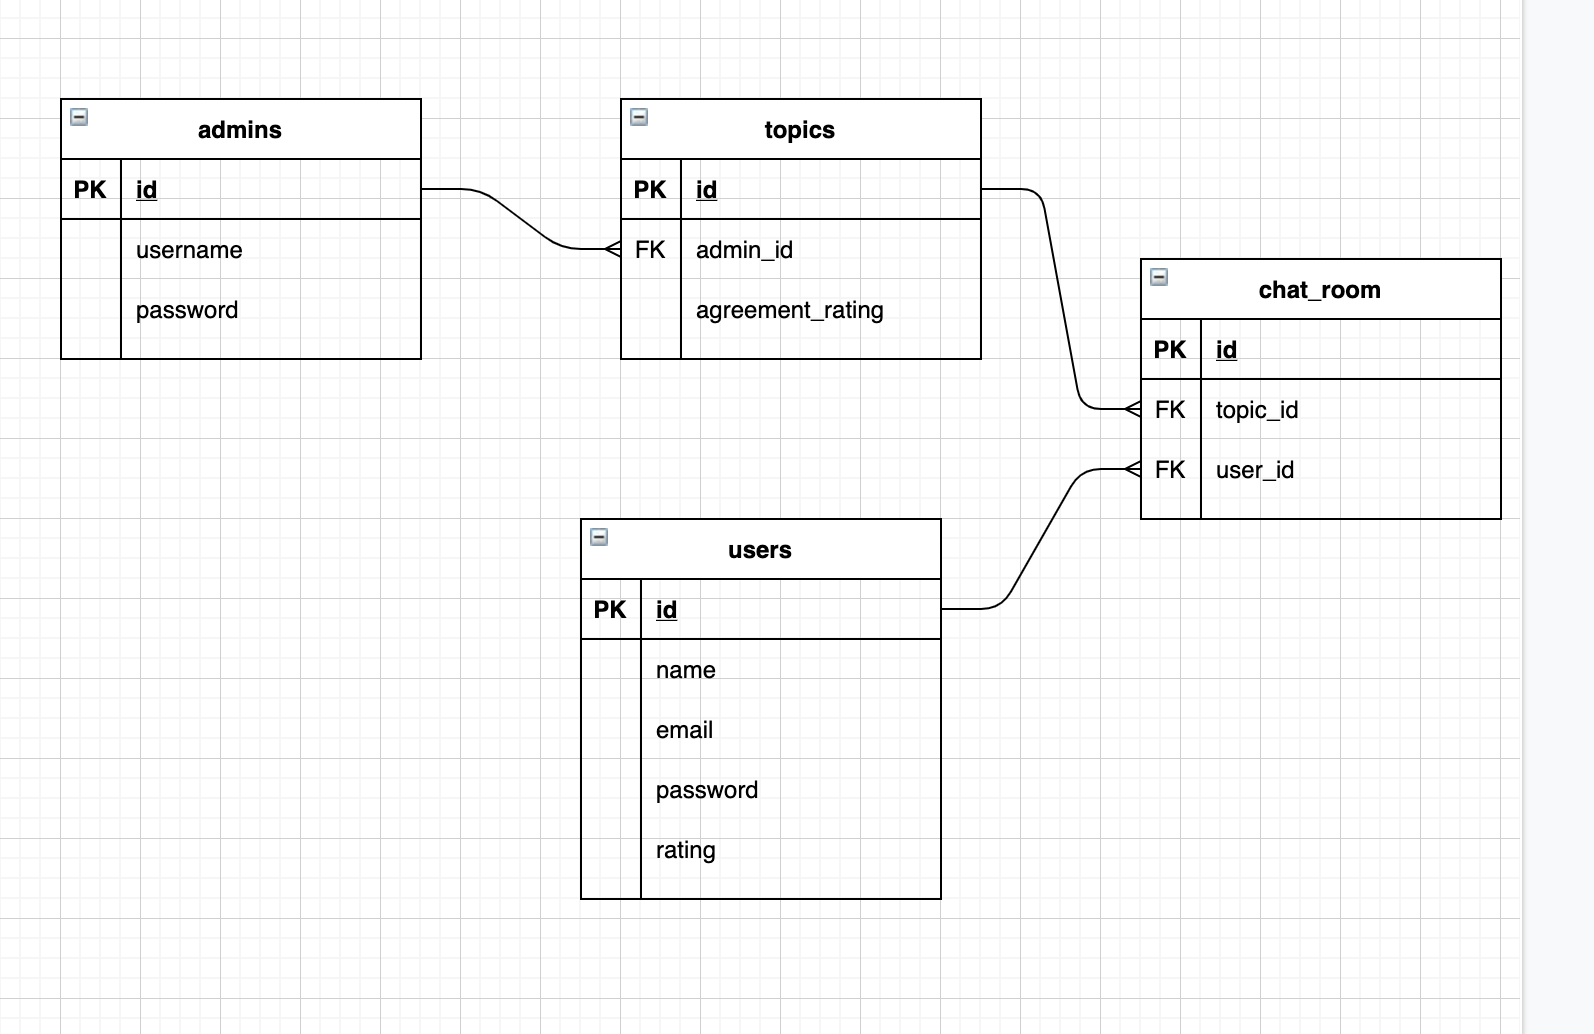 admins
PK id
username
password
topics
PK id
FK admin_id
agreement_rating
chat_room
PK id
FK topic_id
FK user_id
users
PK id
name
email
password
rating